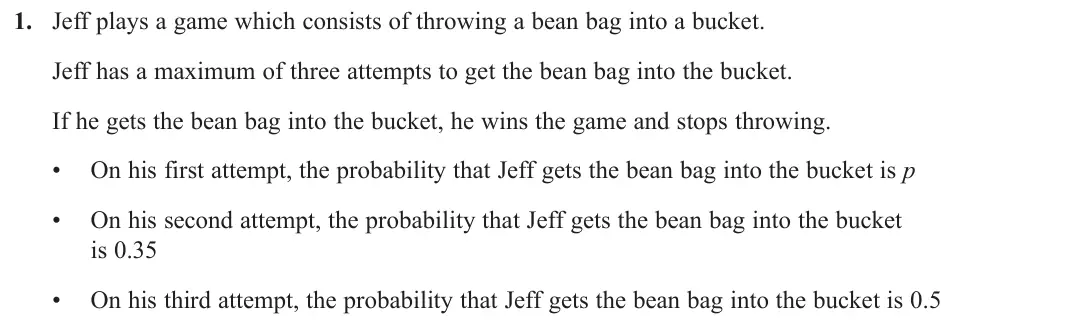 1. Jeff plays a game which consists of throwing a bean bag into a bucket.
Jeff has a maximum of three attempts to get the bean bag into the bucket.
If he gets the bean bag into the bucket, he wins the game and stops throwing.
• On his first attempt, the probability that Jeff gets the bean bag into the bucket is p
• On his second attempt, the probability that Jeff gets the bean bag into the bucket
is 0.35
• On his third attempt, the probability that Jeff gets the bean bag into the bucket is 0.5